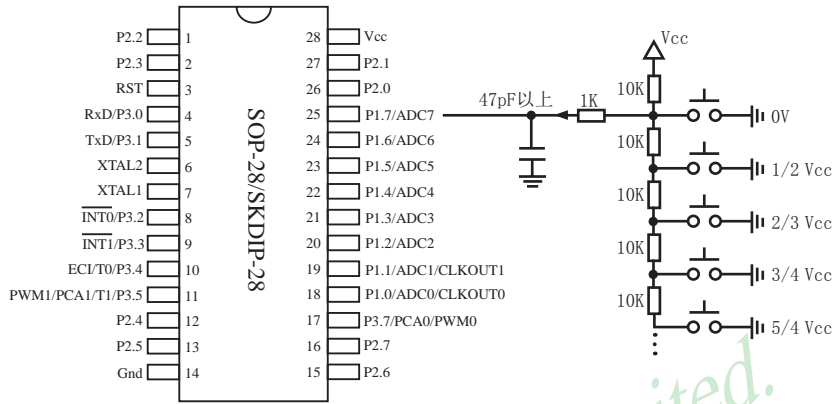 P2.2 1 28 Vcc
P2.3 2 27 P2.1
RST 3 26 P2.0
RxD/P3.0 4 25 P1.7/ADC7
TxD/P3.1 5 24 P1.6/ADC6
XTAL2 6 23 P1.5/ADC5
XTAL1 7 22 P1.4/ADC4
INT0/P3.2 8 21 P1.3/ADC3
INT1/P3.3 9 20 P1.2/ADC2
ECI/T0/P3.4 10 19 P1.1/ADC1/CLKOUT1
PWM1/PCA1/T1/P3.5 11 18 P1.0/ADC0/CLKOUT0
P2.4 12 17 P3.7/PCA0/PWM0
P2.5 13 16 P2.7
Gnd 14 15 P2.6
SOP-28/SKDIP-28
Vcc
47pF以上 1K
10K
0V
10K
1/2 Vcc
10K
2/3 Vcc
10K
3/4 Vcc
10K
5/4 Vcc